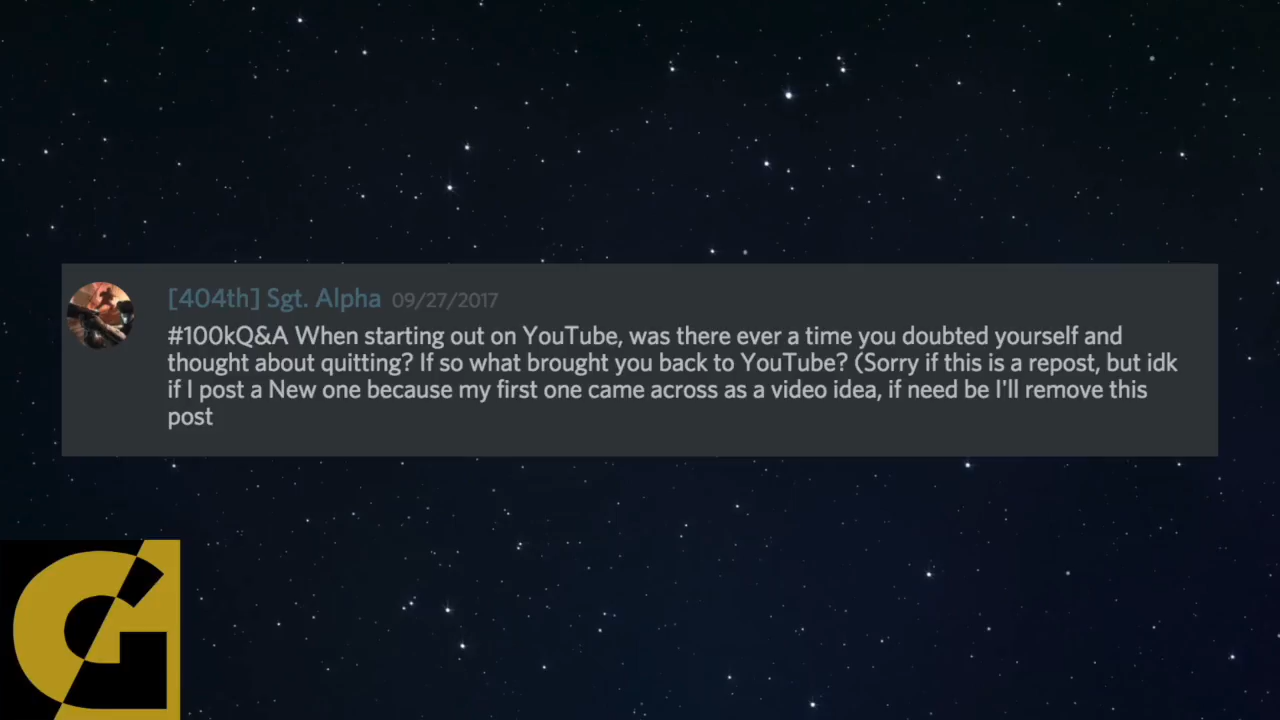 [404th] Sgt. Alpha 09/27/2017
#100kQ&A When starting out on YouTube, was there ever a time you doubted yourself and
thought about quitting? If so what brought you back to YouTube? (Sorry if this is a repost, but idk
if I post a New one because my first one came across as a video idea, if need be I'll remove this
post
G